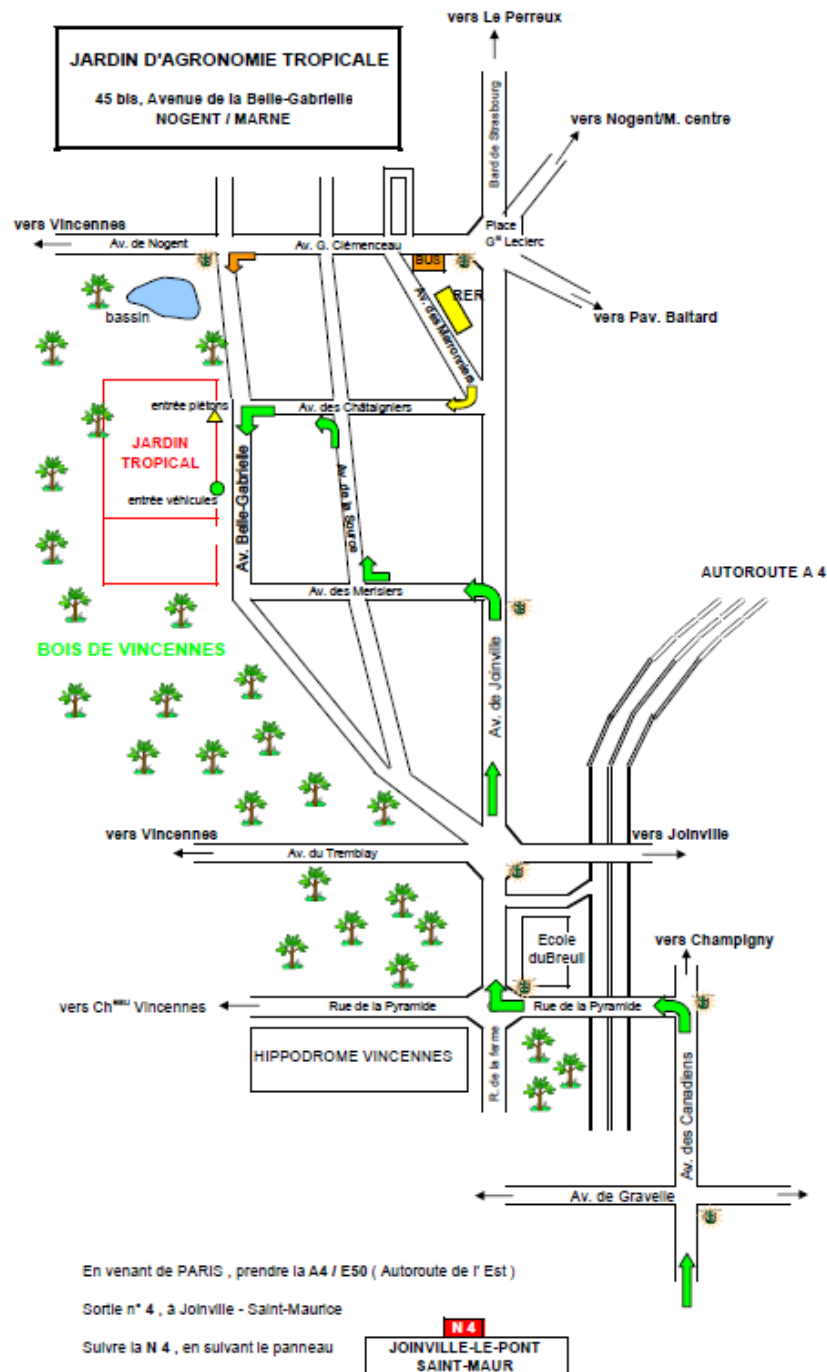 vers Le Perreux
JARDIN D'AGRONOMIE TROPICALE
45 bis, Avenue de la Belle-Gabrielle
NOGENT / MARNE
Bard de Strasbourg
vers Nogent/M. centre
vers Vincennes
Av. de Nogent
Av. G. Clémenceau
Place
Gal Leclerc
BUS
RER
Av. des Marronniers
vers Pav. Baltard
bassin
entrée piétons
Av. des Châtaigniers
JARDIN
TROPICAL
entrée véhicules
Av. Belle-Gabrielle
Av. de la Source
Av. des Merisiers
AUTOROUTE A 4
BOIS DE VINCENNES
Av. de Joinville
vers Vincennes
Av. du Tremblay
vers Joinville
Ecole
duBreuil
vers Champigny
vers Cheau Vincennes
Rue de la Pyramide
Rue de la Pyramide
HIPPODROME VINCENNES
R. de la ferme
Av. des Canadiens
Av. de Gravelle
En venant de PARIS , prendre la A4 / E50 ( Autoroute de l' Est )
Sortie n° 4 , à Joinville - Saint-Maurice
Suivre la N 4 , en suivant le panneau
N 4
JOINVILLE-LE-PONT
SAINT-MAUR